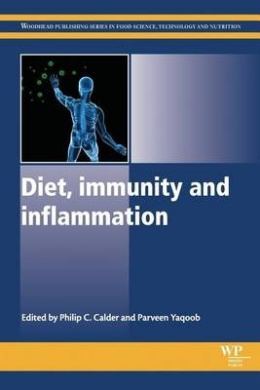 WOODHEAD PUBLISHING SERIES IN FOOD SCIENCE, TECHNOLOGY AND NUTRITION
Diet, immunity and
inflammation
Edited by Philip C. Calder and Parveen Yaqoob
WP